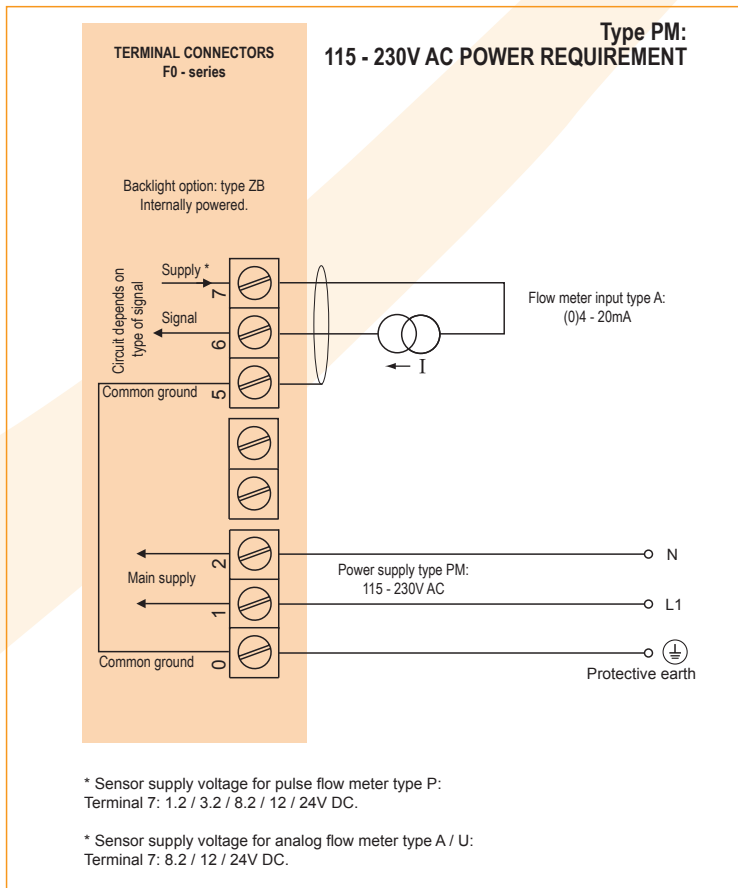 Type PM:
115 - 230V AC POWER REQUIREMENT
TERMINAL CONNECTORS
F0 - series
Backlight option: type ZB
Internally powered.
Circuit depends on
type of signal
Supply *
7
Signal
6
Common ground
5
Flow meter input type A:
(0)4 - 20mA
I
2
N
Main supply
Power supply type PM:
115 - 230V AC
1
L1
Common ground
0
Protective earth
* Sensor supply voltage for pulse flow meter type P:
Terminal 7: 1.2 / 3.2 / 8.2 / 12 / 24V DC.
* Sensor supply voltage for analog flow meter type A / U:
Terminal 7: 8.2 / 12 / 24V DC.